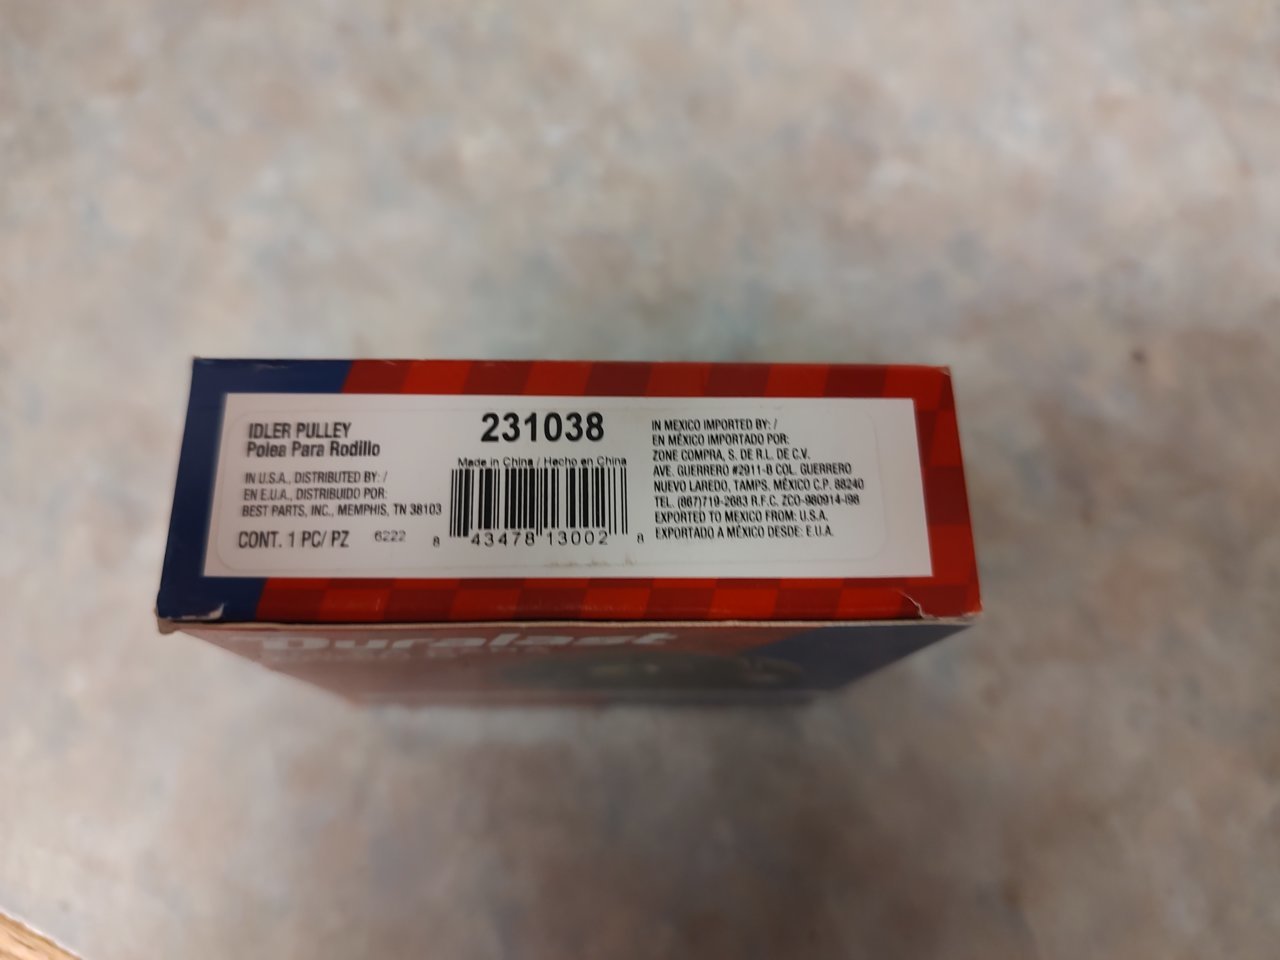 IDLER PULLEY
Polea Para Rodillo
IN U.S.A., DISTRIBUTED BY: /
EN E.U.A., DISTRIBUIDO POR:
BEST PARTS, INC., MEMPHIS, TN 38103
CONT. 1 PC/ PZ 6222
231038
Made in China / Hecho en China
8 43478 13002 8
IN MEXICO IMPORTED BY: /
EN MÉXICO IMPORTADO POR:
ZONE COMPRA, S. DE R.L. DE C.V.
AVE. GUERRERO #2911-B COL. GUERRERO
NUEVO LAREDO, TAMPS. MÉXICO C.P. 88240
TEL. (867)719-2683 R.F.C. ZCO-980914-I98
EXPORTED TO MEXICO FROM: U.S.A.
EXPORTADO A MÉXICO DESDE: E.U.A.
Duralast